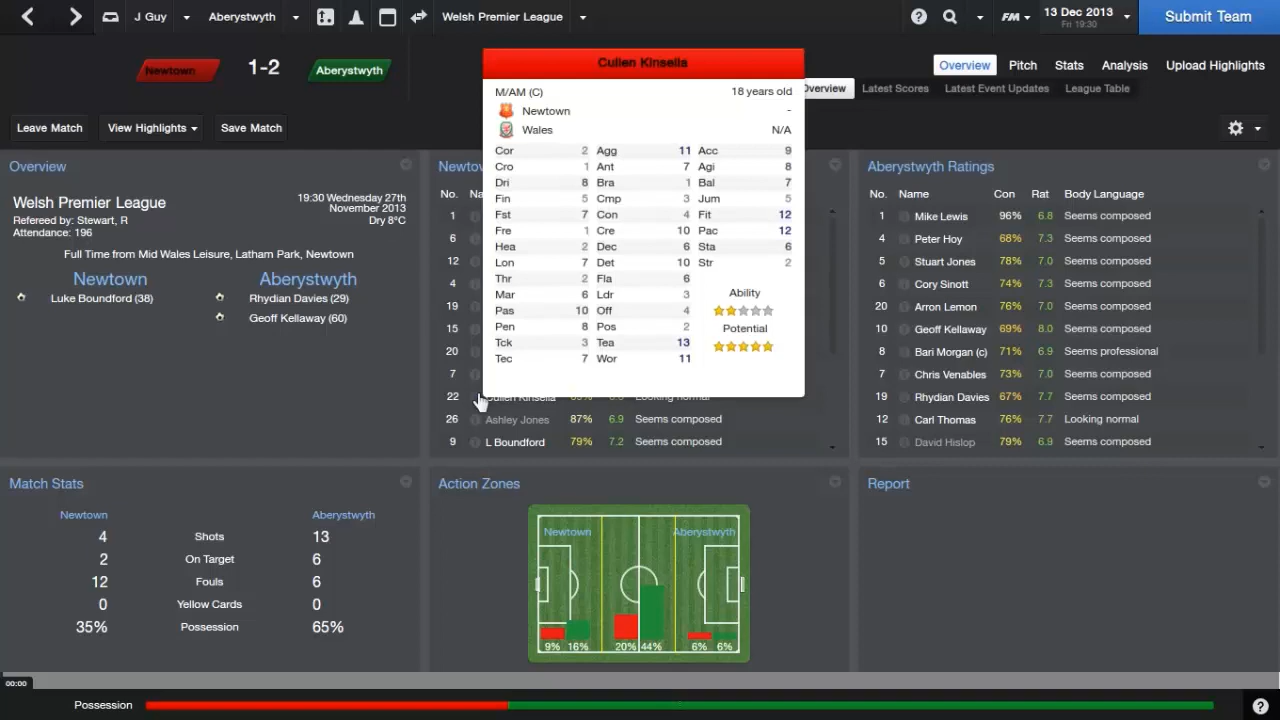 J Guy Aberystwyth Welsh Premier League FM 13 Dec 2013 Submit Team
Fri 19:30
Newtown 1-2 Aberystwyth
Overview Pitch Stats Analysis Upload Highlights
Overview Latest Scores Latest Event Updates League Table
Leave Match View Highlights Save Match
Overview
Welsh Premier League
Refereed by: Stewart, R
Attendance: 196
19:30 Wednesday 27th
November 2013
Dry 8°C
Full Time from Mid Wales Leisure, Latham Park, Newtown
Newtown Aberystwyth
Luke Boundford (38) Rhydian Davies (29)
Geoff Kellaway (60)
Cullen Kinsella
M/AM (C) 18 years old
Newtown -
Wales N/A
Cor 2 Agg 11 Acc 9
Cro 1 Ant 7 Agi 8
Dri 8 Bra 1 Bal 7
Fin 5 Cmp 3 Jum 5
Fst 7 Con 4 Fit 12
Fre 1 Cre 10 Pac 12
Hea 2 Dec 6 Sta 6
Lon 7 Det 10 Str 2
Thr 2 Fla 6
Mar 6 Ldr 3
Pas 10 Off 4
Pen 8 Pos 2
Tck 3 Tea 13
Tec 7 Wor 11
Ability
Potential
No.
1
6
12
4
19
15
20
7
22 Cullen Kinsella Looking normal
26 Ashley Jones 87% 6.9 Seems composed
9 L Boundford 79% 7.2 Seems composed
Aberystwyth Ratings
No. Name Con Rat Body Language
1 Mike Lewis 96% 6.8 Seems composed
4 Peter Hoy 68% 7.3 Seems composed
5 Stuart Jones 78% 7.0 Seems composed
6 Cory Sinott 74% 7.3 Seems composed
20 Arron Lemon 76% 7.0 Seems composed
10 Geoff Kellaway 69% 8.0 Seems composed
8 Bari Morgan (c) 71% 6.9 Seems professional
7 Chris Venables 73% 7.0 Seems composed
19 Rhydian Davies 67% 7.7 Seems composed
12 Carl Thomas 76% 7.7 Looking normal
15 David Hislop 79% 6.9 Seems composed
Match Stats
Newtown Aberystwyth
4 Shots 13
2 On Target 6
12 Fouls 6
0 Yellow Cards 0
35% Possession 65%
Action Zones
Newtown Aberystwyth
9% 16% 20% 44% 6% 6%
Report
00:00
Possession